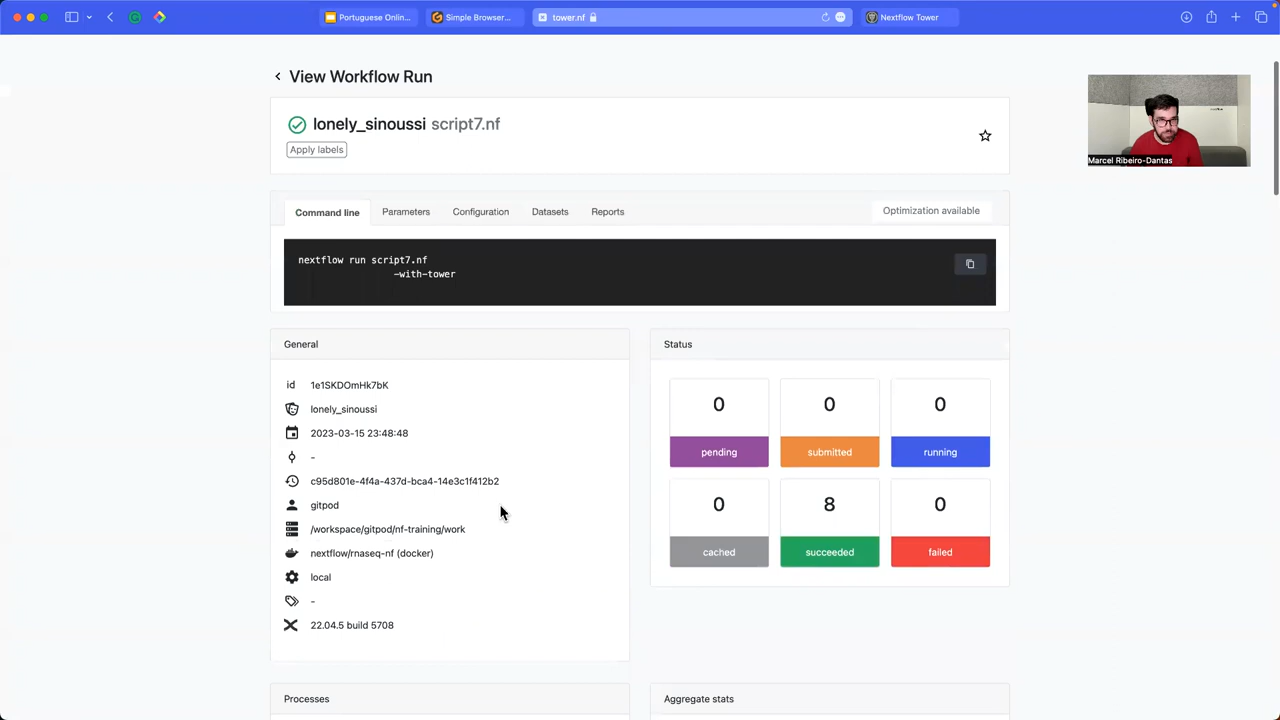 Portuguese Onlin...
Simple Browser...
tower.nf
Nextflow Tower
View Workflow Run
lonely_sinoussi script7.nf
Apply labels
Marcel Ribeiro-Dantas
Command line
Parameters
Configuration
Datasets
Reports
Optimization available
nextflow run script7.nf
-with-tower
General
id 1e1SKDOmHk7bK
lonely_sinoussi
2023-03-15 23:48:48
-
c95d801e-4f4a-437d-bca4-14e3c1f412b2
gitpod
/workspace/gitpod/nf-training/work
nextflow/rnaseq-nf (docker)
local
-
22.04.5 build 5708
Status
0 0 0
pending submitted running
0 8 0
cached succeeded failed
Processes
Aggregate stats